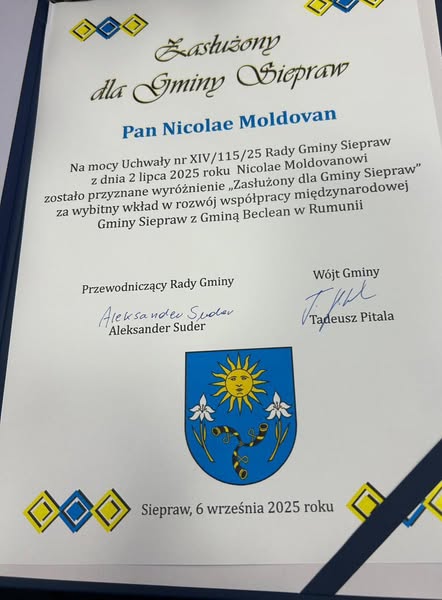 Zasłużony
dla Gminy Siepraw
Pan Nicolae Moldovan
Na mocy Uchwały nr XIV/115/25 Rady Gminy Siepraw
z dnia 2 lipca 2025 roku Nicolae Moldovanowi
zostało przyznane wyróżnienie „Zasłużony dla Gminy Siepraw”
za wybitny wkład w rozwój współpracy międzynarodowej
Gminy Siepraw z Gminą Beclean w Rumunii
Przewodniczący Rady Gminy
Aleksander Suder
Aleksander Suder
Wójt Gminy
Tadeusz Pitala
Siepraw, 6 września 2025 roku